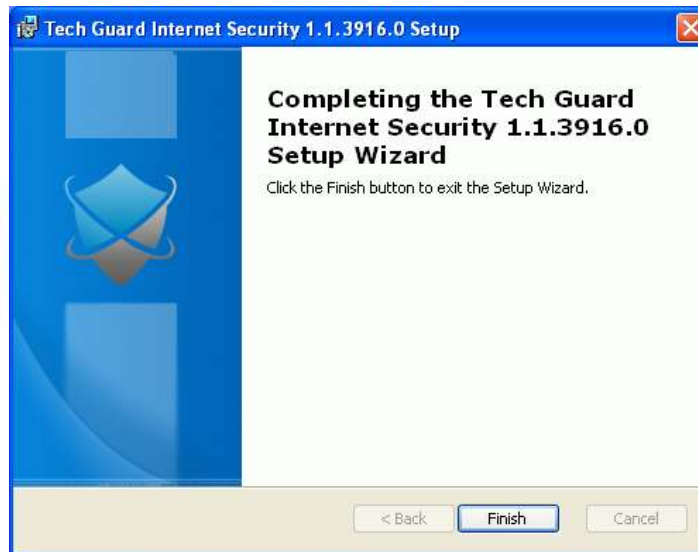 Tech Guard Internet Security 1.1.3916.0 Setup
Completing the Tech Guard
Internet Security 1.1.3916.0
Setup Wizard
Click the Finish button to exit the Setup Wizard.
< Back Finish Cancel